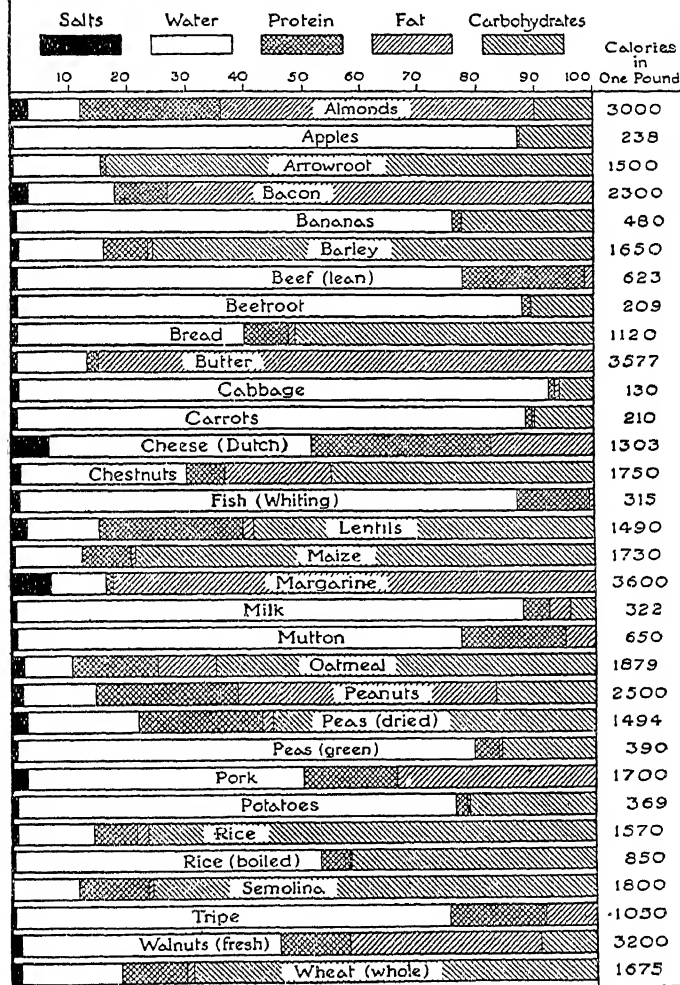 Salts Water Protein Fat Carbohydrates
Calories
in
One Pound
10 20 30 40 50 60 70 80 90 100
Almonds 3000
Apples 238
Arrowroot 1500
Bacon 2300
Bananas 480
Barley 1650
Beef (lean) 623
Beetroot 209
Bread 1120
Butter 3577
Cabbage 130
Carrots 210
Cheese (Dutch) 1303
Chestnuts 1750
Fish (Whiting) 315
Lentils 1490
Maize 1730
Margarine 3600
Milk 322
Mutton 650
Oatmeal 1879
Peanuts 2500
Peas (dried) 1494
Peas (green) 390
Pork 1700
Potatoes 369
Rice 1570
Rice (boiled) 850
Semolina 1800
Tripe 1050
Walnuts (fresh) 3200
Wheat (whole) 1675